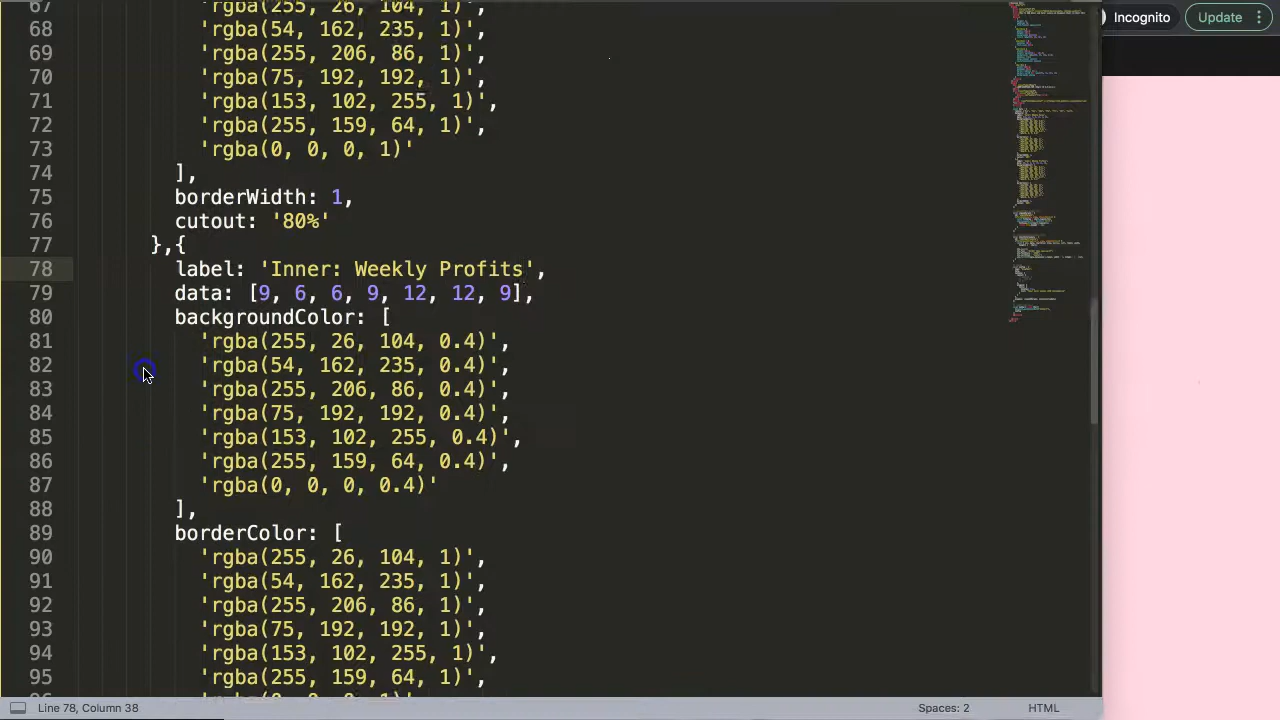 67 'rgba(255, 26, 104, 1)',
68 'rgba(54, 162, 235, 1)',
69 'rgba(255, 206, 86, 1)',
70 'rgba(75, 192, 192, 1)',
71 'rgba(153, 102, 255, 1)',
72 'rgba(255, 159, 64, 1)',
73 'rgba(0, 0, 0, 1)'
74 ],
75 borderWidth: 1,
76 cutout: '80%'
77 },{
78 label: 'Inner: Weekly Profits',
79 data: [9, 6, 6, 9, 12, 12, 9],
80 backgroundColor: [
81 'rgba(255, 26, 104, 0.4)',
82 'rgba(54, 162, 235, 0.4)',
83 'rgba(255, 206, 86, 0.4)',
84 'rgba(75, 192, 192, 0.4)',
85 'rgba(153, 102, 255, 0.4)',
86 'rgba(255, 159, 64, 0.4)',
87 'rgba(0, 0, 0, 0.4)'
88 ],
89 borderColor: [
90 'rgba(255, 26, 104, 1)',
91 'rgba(54, 162, 235, 1)',
92 'rgba(255, 206, 86, 1)',
93 'rgba(75, 192, 192, 1)',
94 'rgba(153, 102, 255, 1)',
95 'rgba(255, 159, 64, 1)',
Line 78, Column 38
Spaces: 2
HTML
Incognito
Update